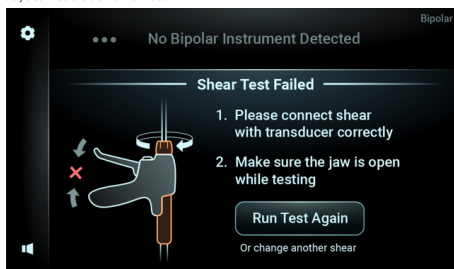 Bipolar
No Bipolar Instrument Detected
Shear Test Failed
1. Please connect shear
with transducer correctly
2. Make sure the jaw is open
while testing
Run Test Again
Or change another shear